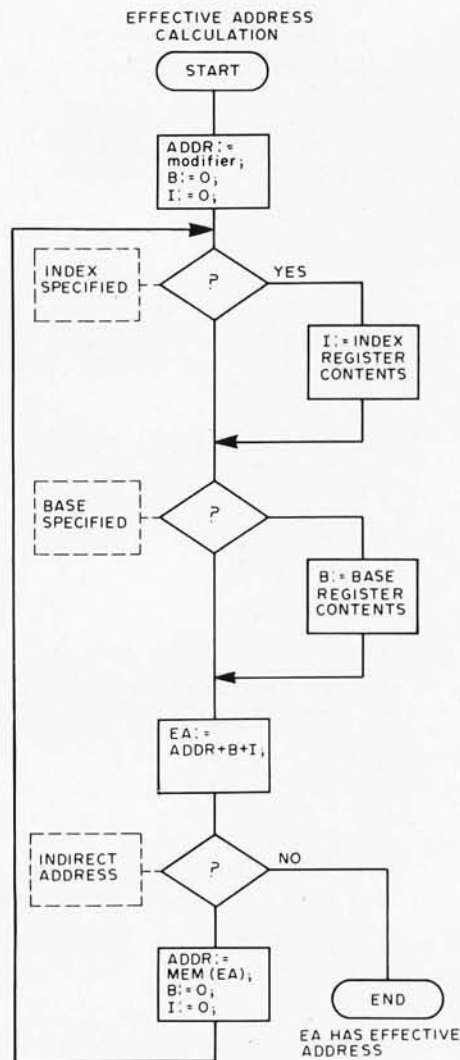 EFFECTIVE ADDRESS
CALCULATION
START
ADDR:=
modifier;
B:=0;
I:=0;
INDEX
SPECIFIED
?
YES
I:=INDEX
REGISTER
CONTENTS
BASE
SPECIFIED
?
B:=BASE
REGISTER
CONTENTS
EA:=
ADDR+B+I;
INDIRECT
ADDRESS
?
NO
ADDR:=
MEM(EA);
B:=0;
I:=0;
END
EA HAS EFFECTIVE
ADDRESS